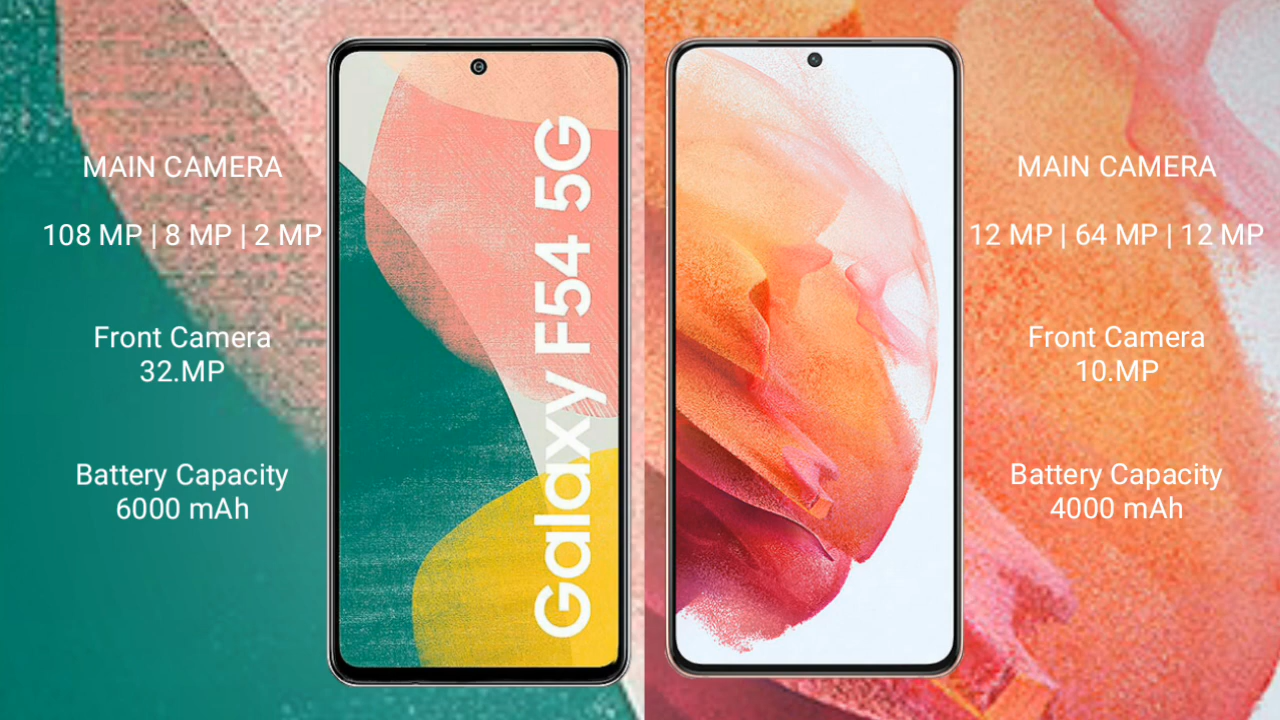 MAIN CAMERA
108 MP | 8 MP | 2 MP
Front Camera
32.MP
Battery Capacity
6000 mAh
Galaxy F54 5G
MAIN CAMERA
12 MP | 64 MP | 12 MP
Front Camera
10.MP
Battery Capacity
4000 mAh